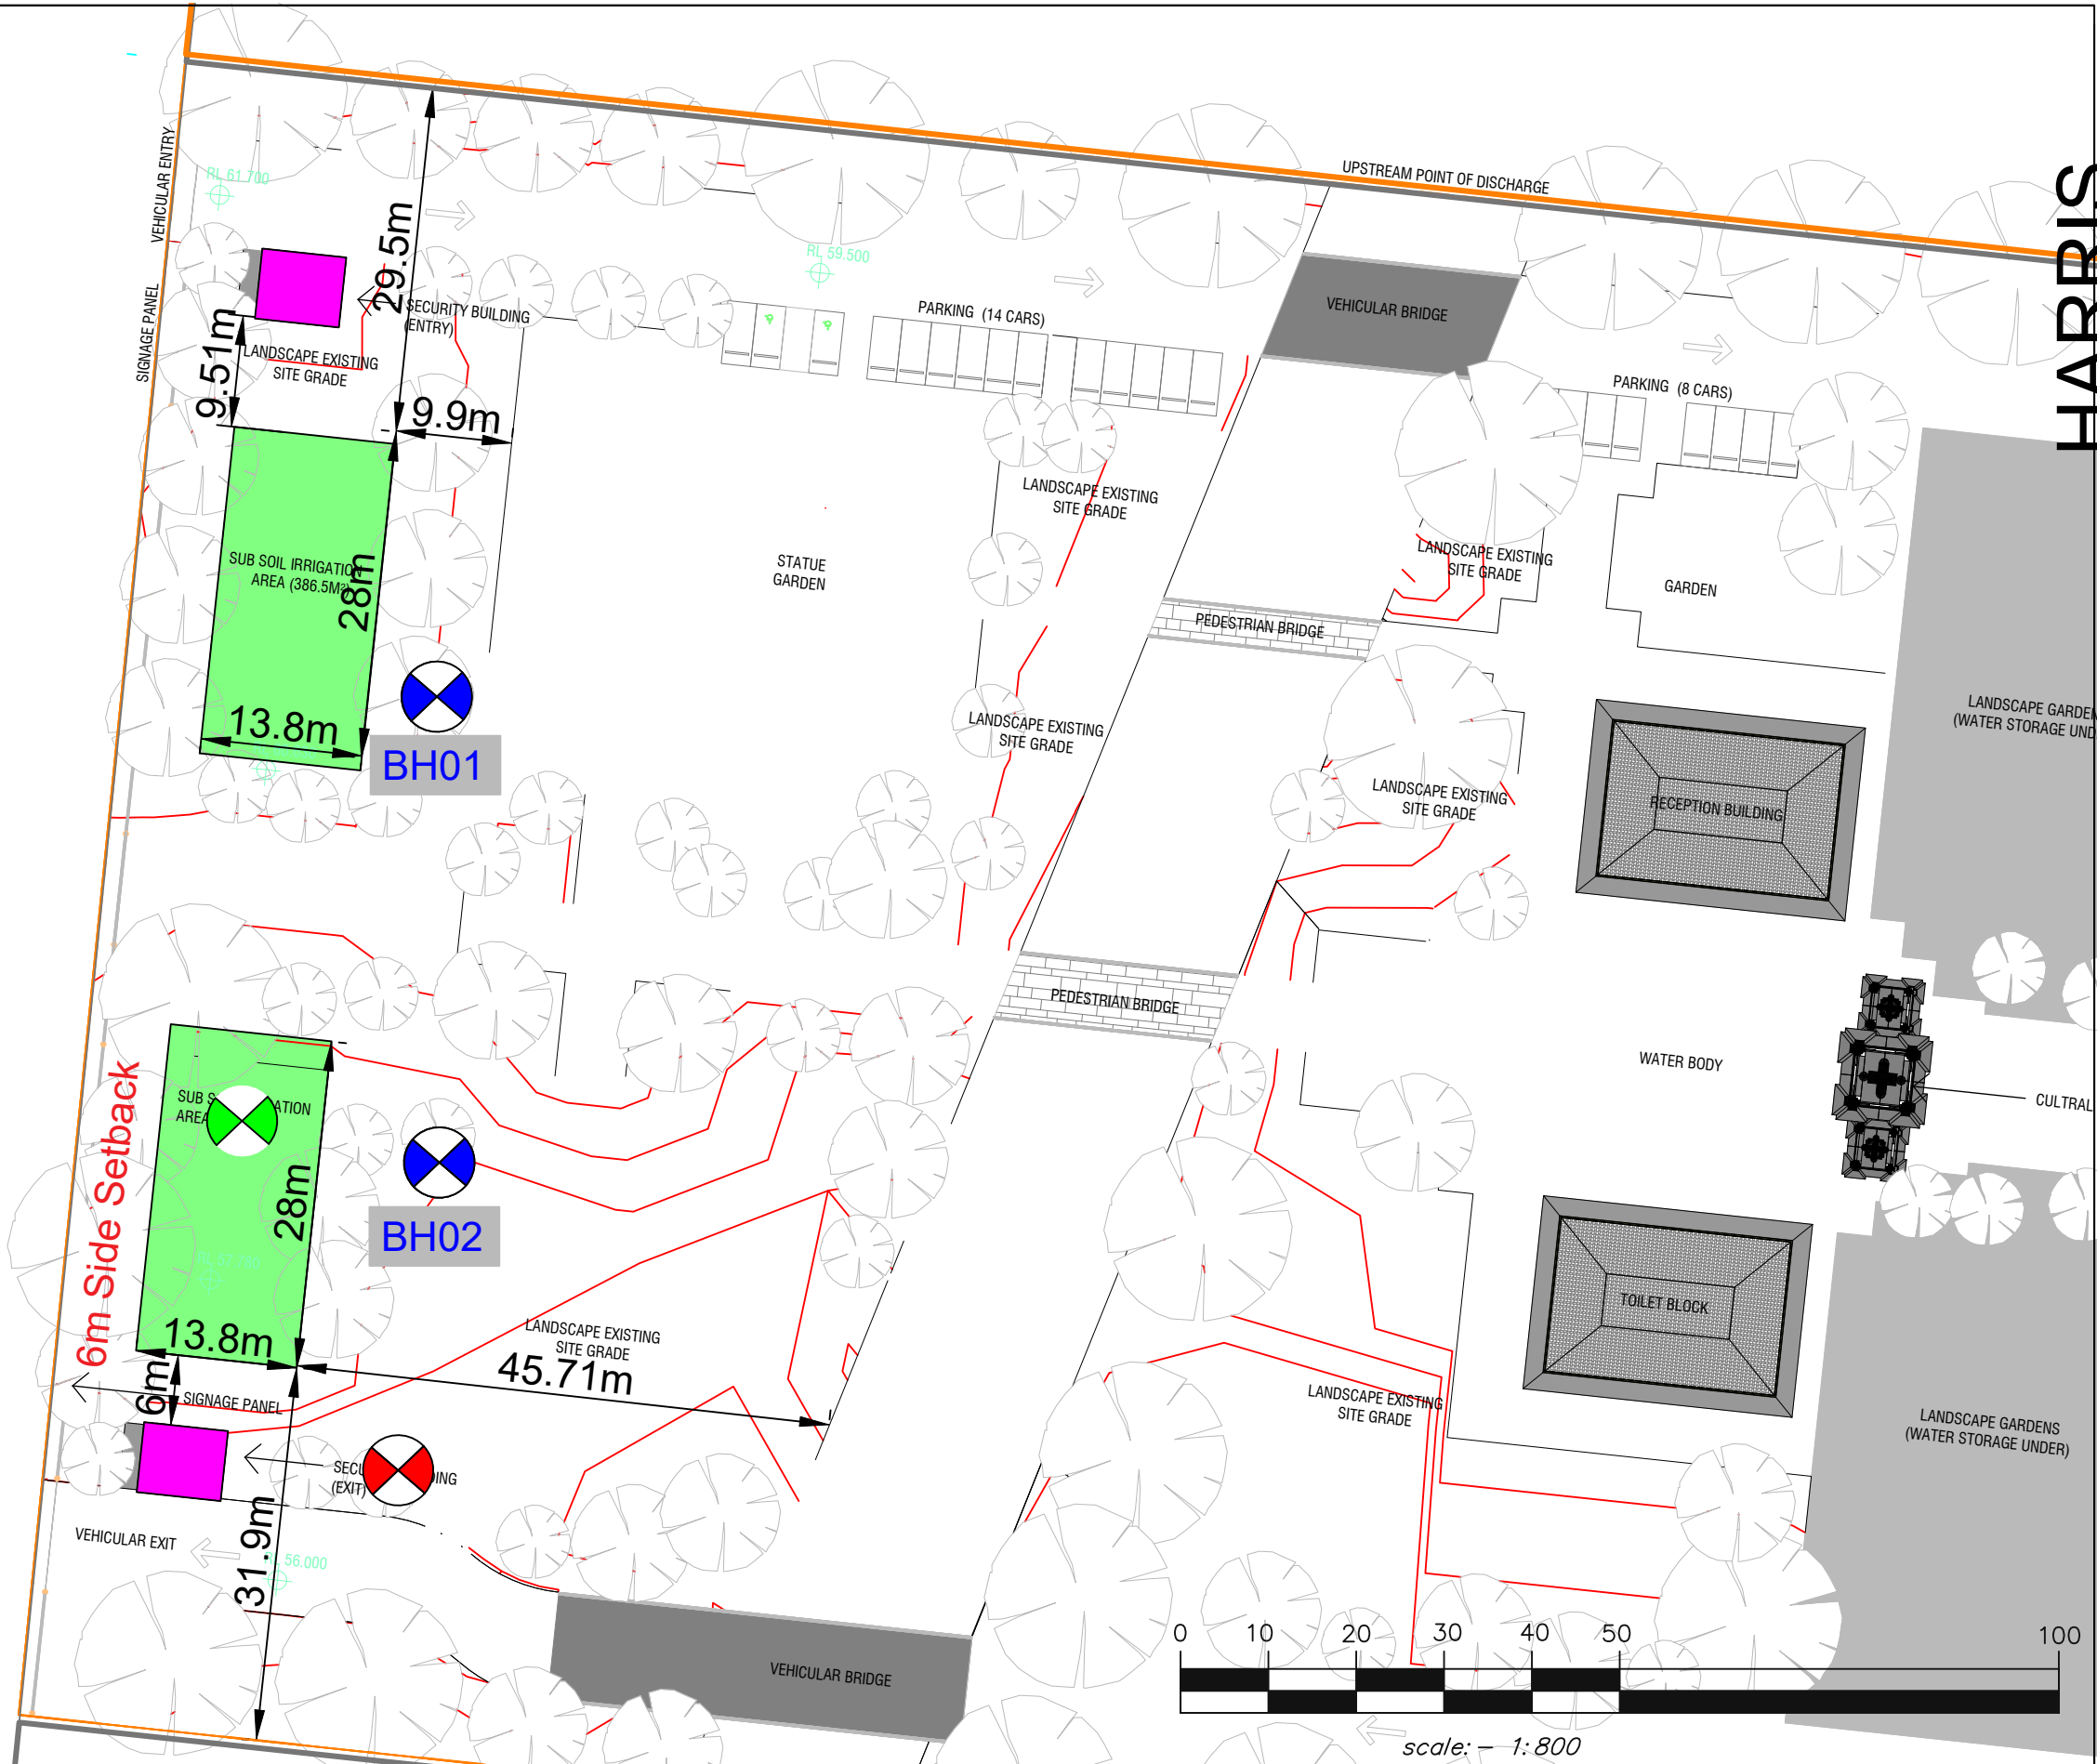 UPSTREAM POINT OF DISCHARGE
HARRIS
VEHICULAR ENTRY
RL 61.700
SIGNAGE PANEL
29.5m
RL 59.500
SECURITY BUILDING
(ENTRY)
9.51m
LANDSCAPE EXISTING
SITE GRADE
9.9m
PARKING (14 CARS)
VEHICULAR BRIDGE
PARKING (8 CARS)
SUB SOIL IRRIGATION
AREA (386.5M²)
28m
13.8m
BH01
STATUE
GARDEN
LANDSCAPE EXISTING
SITE GRADE
LANDSCAPE EXISTING
SITE GRADE
GARDEN
PEDESTRIAN BRIDGE
LANDSCAPE EXISTING
SITE GRADE
LANDSCAPE GARDEN
(WATER STORAGE UND
RECEPTION BUILDING
LANDSCAPE EXISTING
SITE GRADE
PEDESTRIAN BRIDGE
WATER BODY
CULTRAL
6m Side Setback
SUB S ATION
AREA
28m
BH02
13.8m
6m
SIGNAGE PANEL
LANDSCAPE EXISTING
SITE GRADE
45.71m
TOILET BLOCK
LANDSCAPE EXISTING
SITE GRADE
LANDSCAPE GARDENS
(WATER STORAGE UNDER)
SECU ING
(EXIT)
VEHICULAR EXIT
31.9m
RL 56.000
VEHICULAR BRIDGE
0 10 20 30 40 50 100
scale: - 1:800